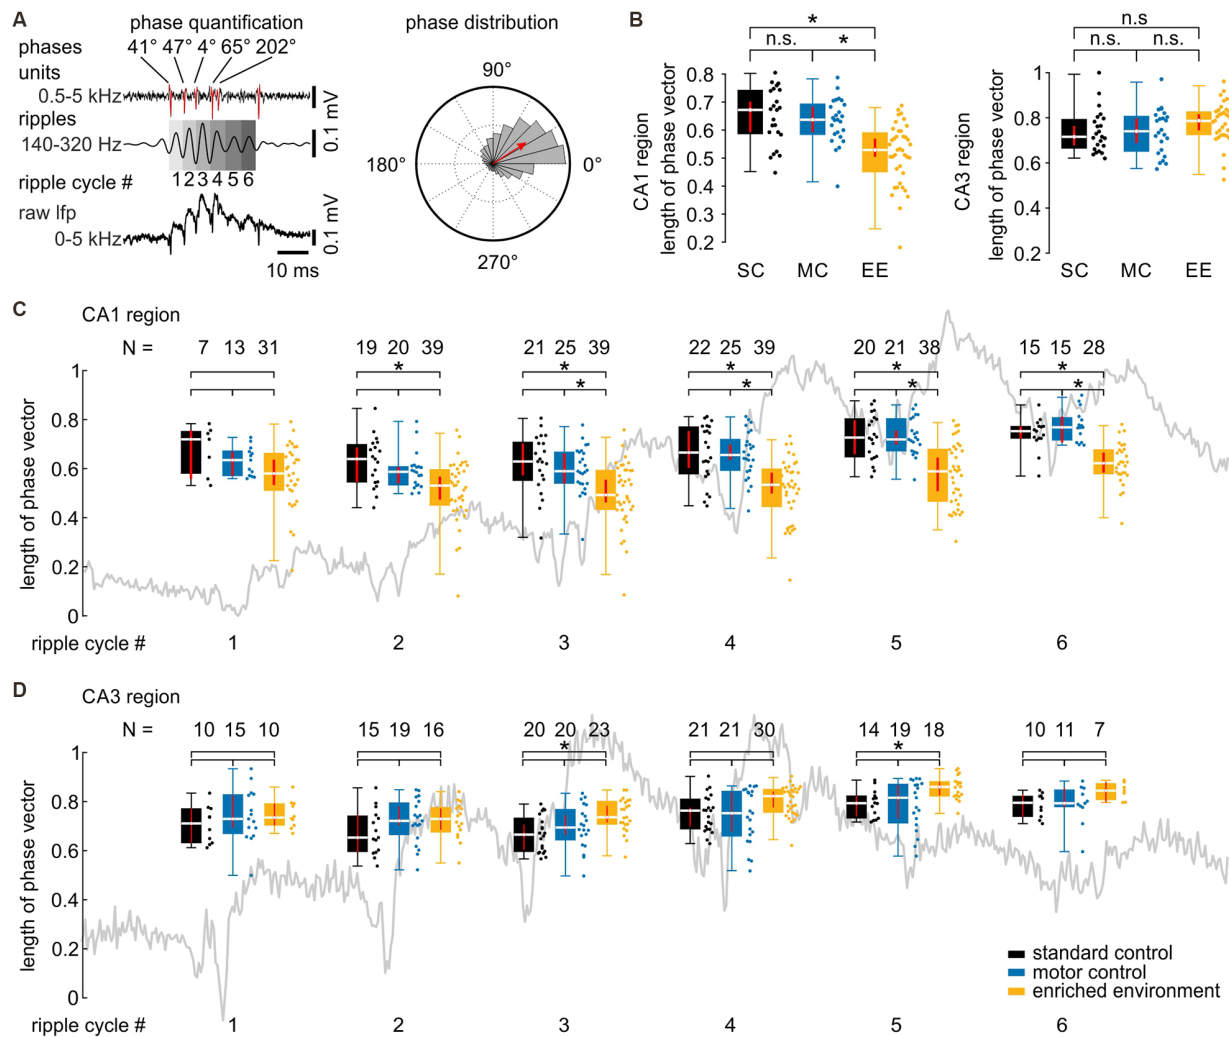 A
phase quantification
phases 41° 47° 4° 65° 202°
units
0.5-5 kHz
0.1 mV
ripples
140-320 Hz
0.1 mV
ripple cycle # 1 2 3 4 5 6
raw lfp
0-5 kHz
0.1 mV
10 ms
phase distribution
90°
180°
0°
270°
B
*
n.s. *
CA1 region
length of phase vector
0.8
0.7
0.6
0.5
0.4
0.3
0.2
SC MC EE
n.s
n.s. n.s.
CA3 region
length of phase vector
1
0.8
0.6
0.4
0.2
SC MC EE
C
CA1 region
N = 7 13 31 19 20 39 21 25 39 22 25 39 20 21 38 15 15 28
* * * * *
* * * *
length of phase vector
1
0.8
0.6
0.4
0.2
0
ripple cycle # 1 2 3 4 5 6
D
CA3 region
N = 10 15 10 15 19 16 20 20 23 21 21 30 14 19 18 10 11 7
* *
length of phase vector
1
0.8
0.6
0.4
0.2
0
ripple cycle # 1 2 3 4 5 6
standard control
motor control
enriched environment